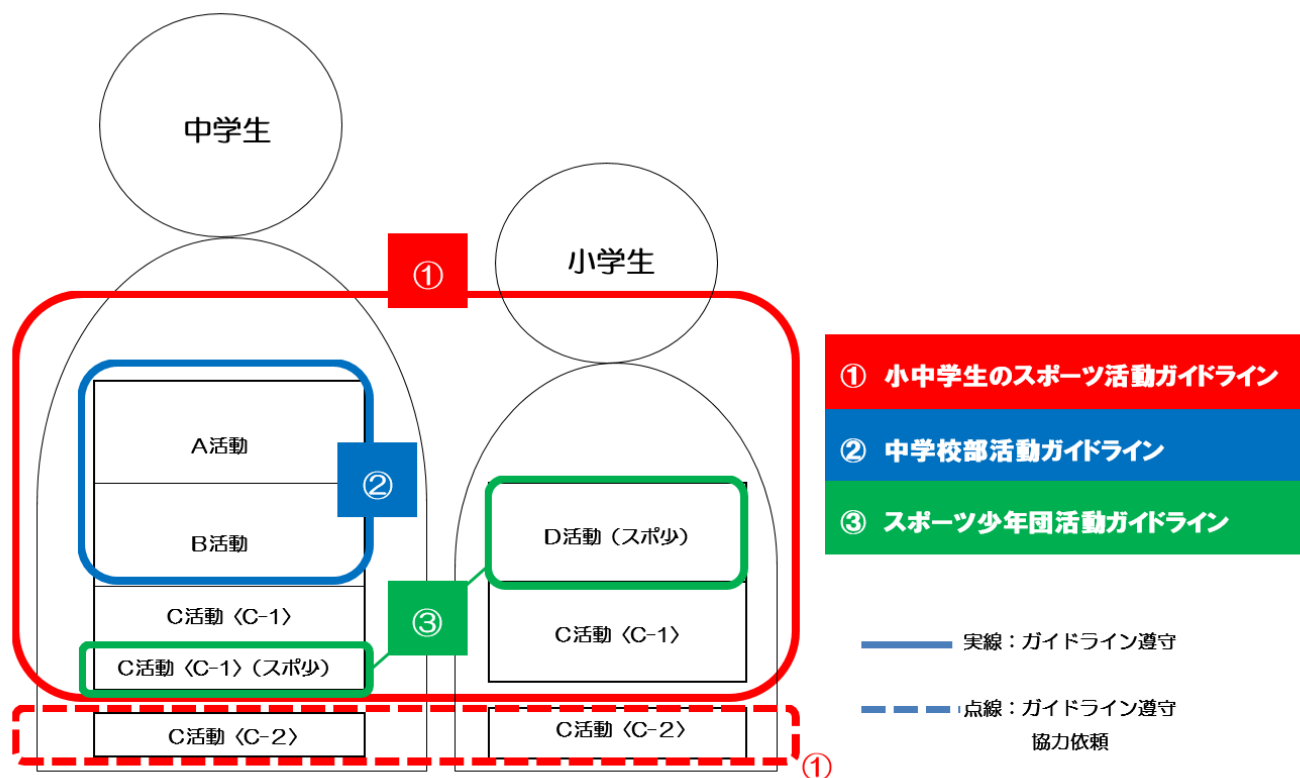 中学生
小学生
①
A活動
②
B活動
C活動〈C-1〉
C活動〈C-1〉(スポ少)
③
D活動(スポ少)
C活動〈C-1〉
C活動〈C-2〉
C活動〈C-2〉
①
① 小中学生のスポーツ活動ガイドライン
② 中学校部活動ガイドライン
③ スポーツ少年団活動ガイドライン
実線:ガイドライン遵守
点線:ガイドライン遵守
協力依頼